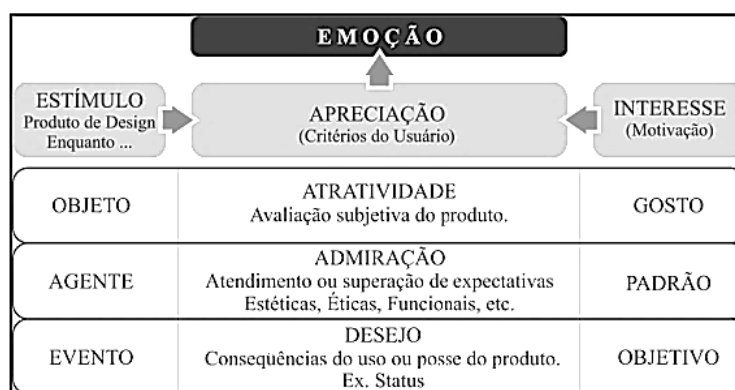 EMOÇÃO
ESTÍMULO
Produto de Design
Enquanto ...
APRECIAÇÃO
(Critérios do Usuário)
INTERESSE
(Motivação)
OBJETO
ATRATIVIDADE
Avaliação subjetiva do produto.
GOSTO
AGENTE
ADMIRAÇÃO
Atendimento ou superação de expectativas
Estéticas, Éticas, Funcionais, etc.
PADRÃO
EVENTO
DESEJO
Conseqüências do uso ou posse do produto.
Ex. Status
OBJETIVO